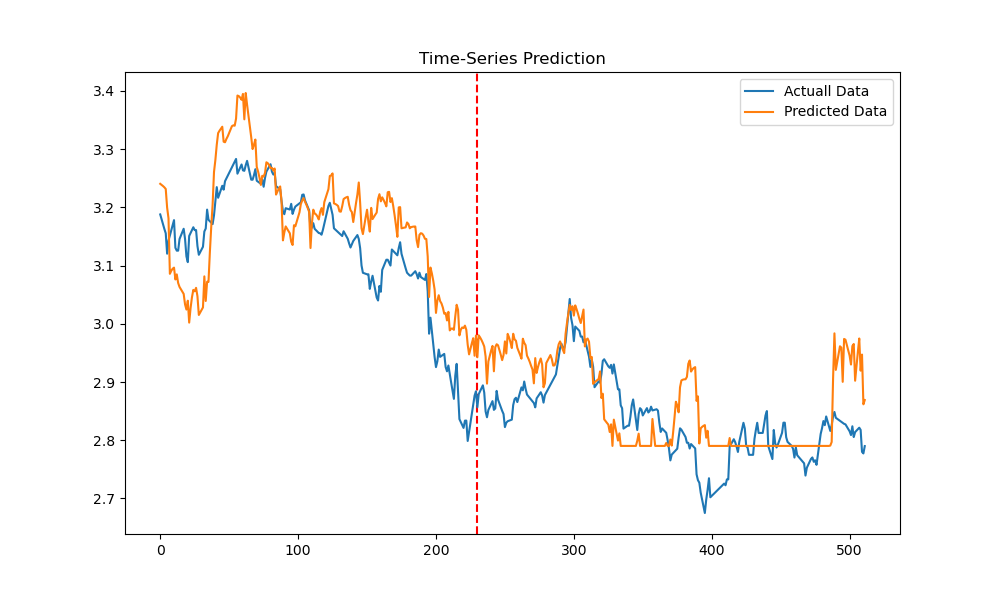 Time-Series Prediction
Actuall Data
Predicted Data
3.4
3.3
3.2
3.1
3.0
2.9
2.8
2.7
0 100 200 300 400 500